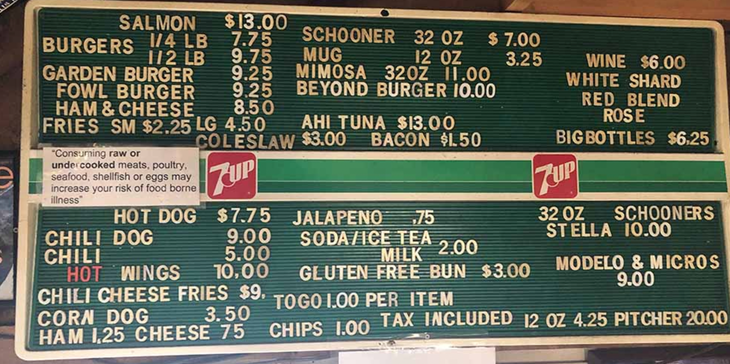 SALMON $13.00
BURGERS 1/4 LB 7.75
1/2 LB 9.75
GARDEN BURGER 9.25
FOWL BURGER 9.25
HAM & CHEESE 8.50
FRIES SM $2.25 LG 4.50
COLESLAW $3.00 BACON $1.50
SCHOONER 32 OZ $7.00
MUG 12 OZ 3.25
MIMOSA 32OZ 11.00
BEYOND BURGER 10.00
AHI TUNA $13.00
WINE $6.00
WHITE SHARD
RED BLEND
ROSE
BIGBOTTLES $6.25
"Consuming raw or
undercooked meats, poultry,
seafood, shellfish or eggs may
increase your risk of food borne
illness"
7UP
7UP
HOT DOG $7.75
CHILI DOG 9.00
CHILI 5.00
HOT WINGS 10,00
CHILI CHEESE FRIES $9.
CORN DOG 3.50
HAM 1,25 CHEESE 75 CHIPS 1.00
JALAPENO .75
SODA/ICE TEA
MILK 2.00
GLUTEN FREE BUN $3.00
TOGO 1.00 PER ITEM
TAX INCLUDED 12 OZ 4.25 PITCHER 20.00
32 OZ SCHOONERS
STELLA 10.00
MODELO & MICROS
9.00